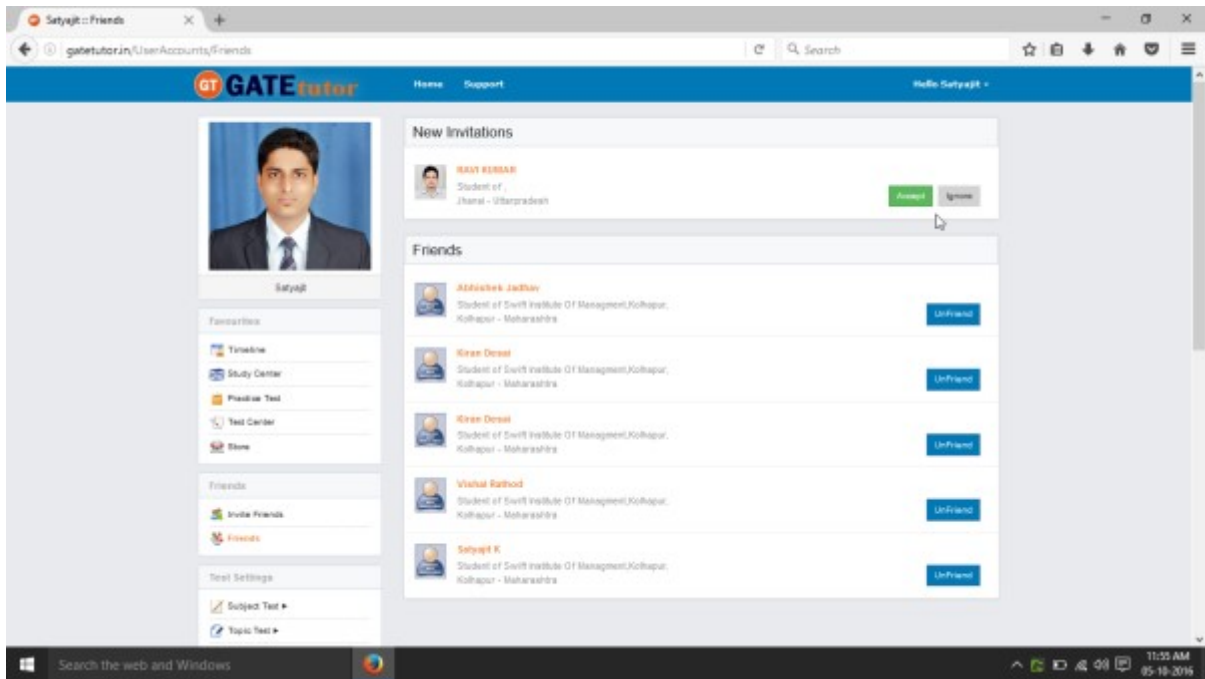 Satyajit :: Friends
gatetutor.in/UserAccounts/Friends
Search
GT GATEtutor
Home Support
Hello Satyajit
New Invitations
RAVI KUMAR
Student of ,
Jhansi - Uttarpradesh
Accept Ignore
Satyajit
Friends
Abhishek Jadhav
Student of Swift Institute Of Managment,Kolhapur,
Kolhapur - Maharashtra
UnFriend
Kiran Desai
Student of Swift Institute Of Managment,Kolhapur,
Kolhapur - Maharashtra
UnFriend
Kiran Desai
Student of Swift Institute Of Managment,Kolhapur,
Kolhapur - Maharashtra
UnFriend
Vishal Rathod
Student of Swift Institute Of Managment,Kolhapur,
Kolhapur - Maharashtra
UnFriend
Satyajit K
Student of Swift Institute Of Managment,Kolhapur,
Kolhapur - Maharashtra
UnFriend
Favourites
Timeline
Study Center
Practise Test
Test Center
Store
Friends
Invite Friends
Friends
Test Settings
Subject Test
Topic Test
Search the web and Windows
11:55 AM
05-10-2016